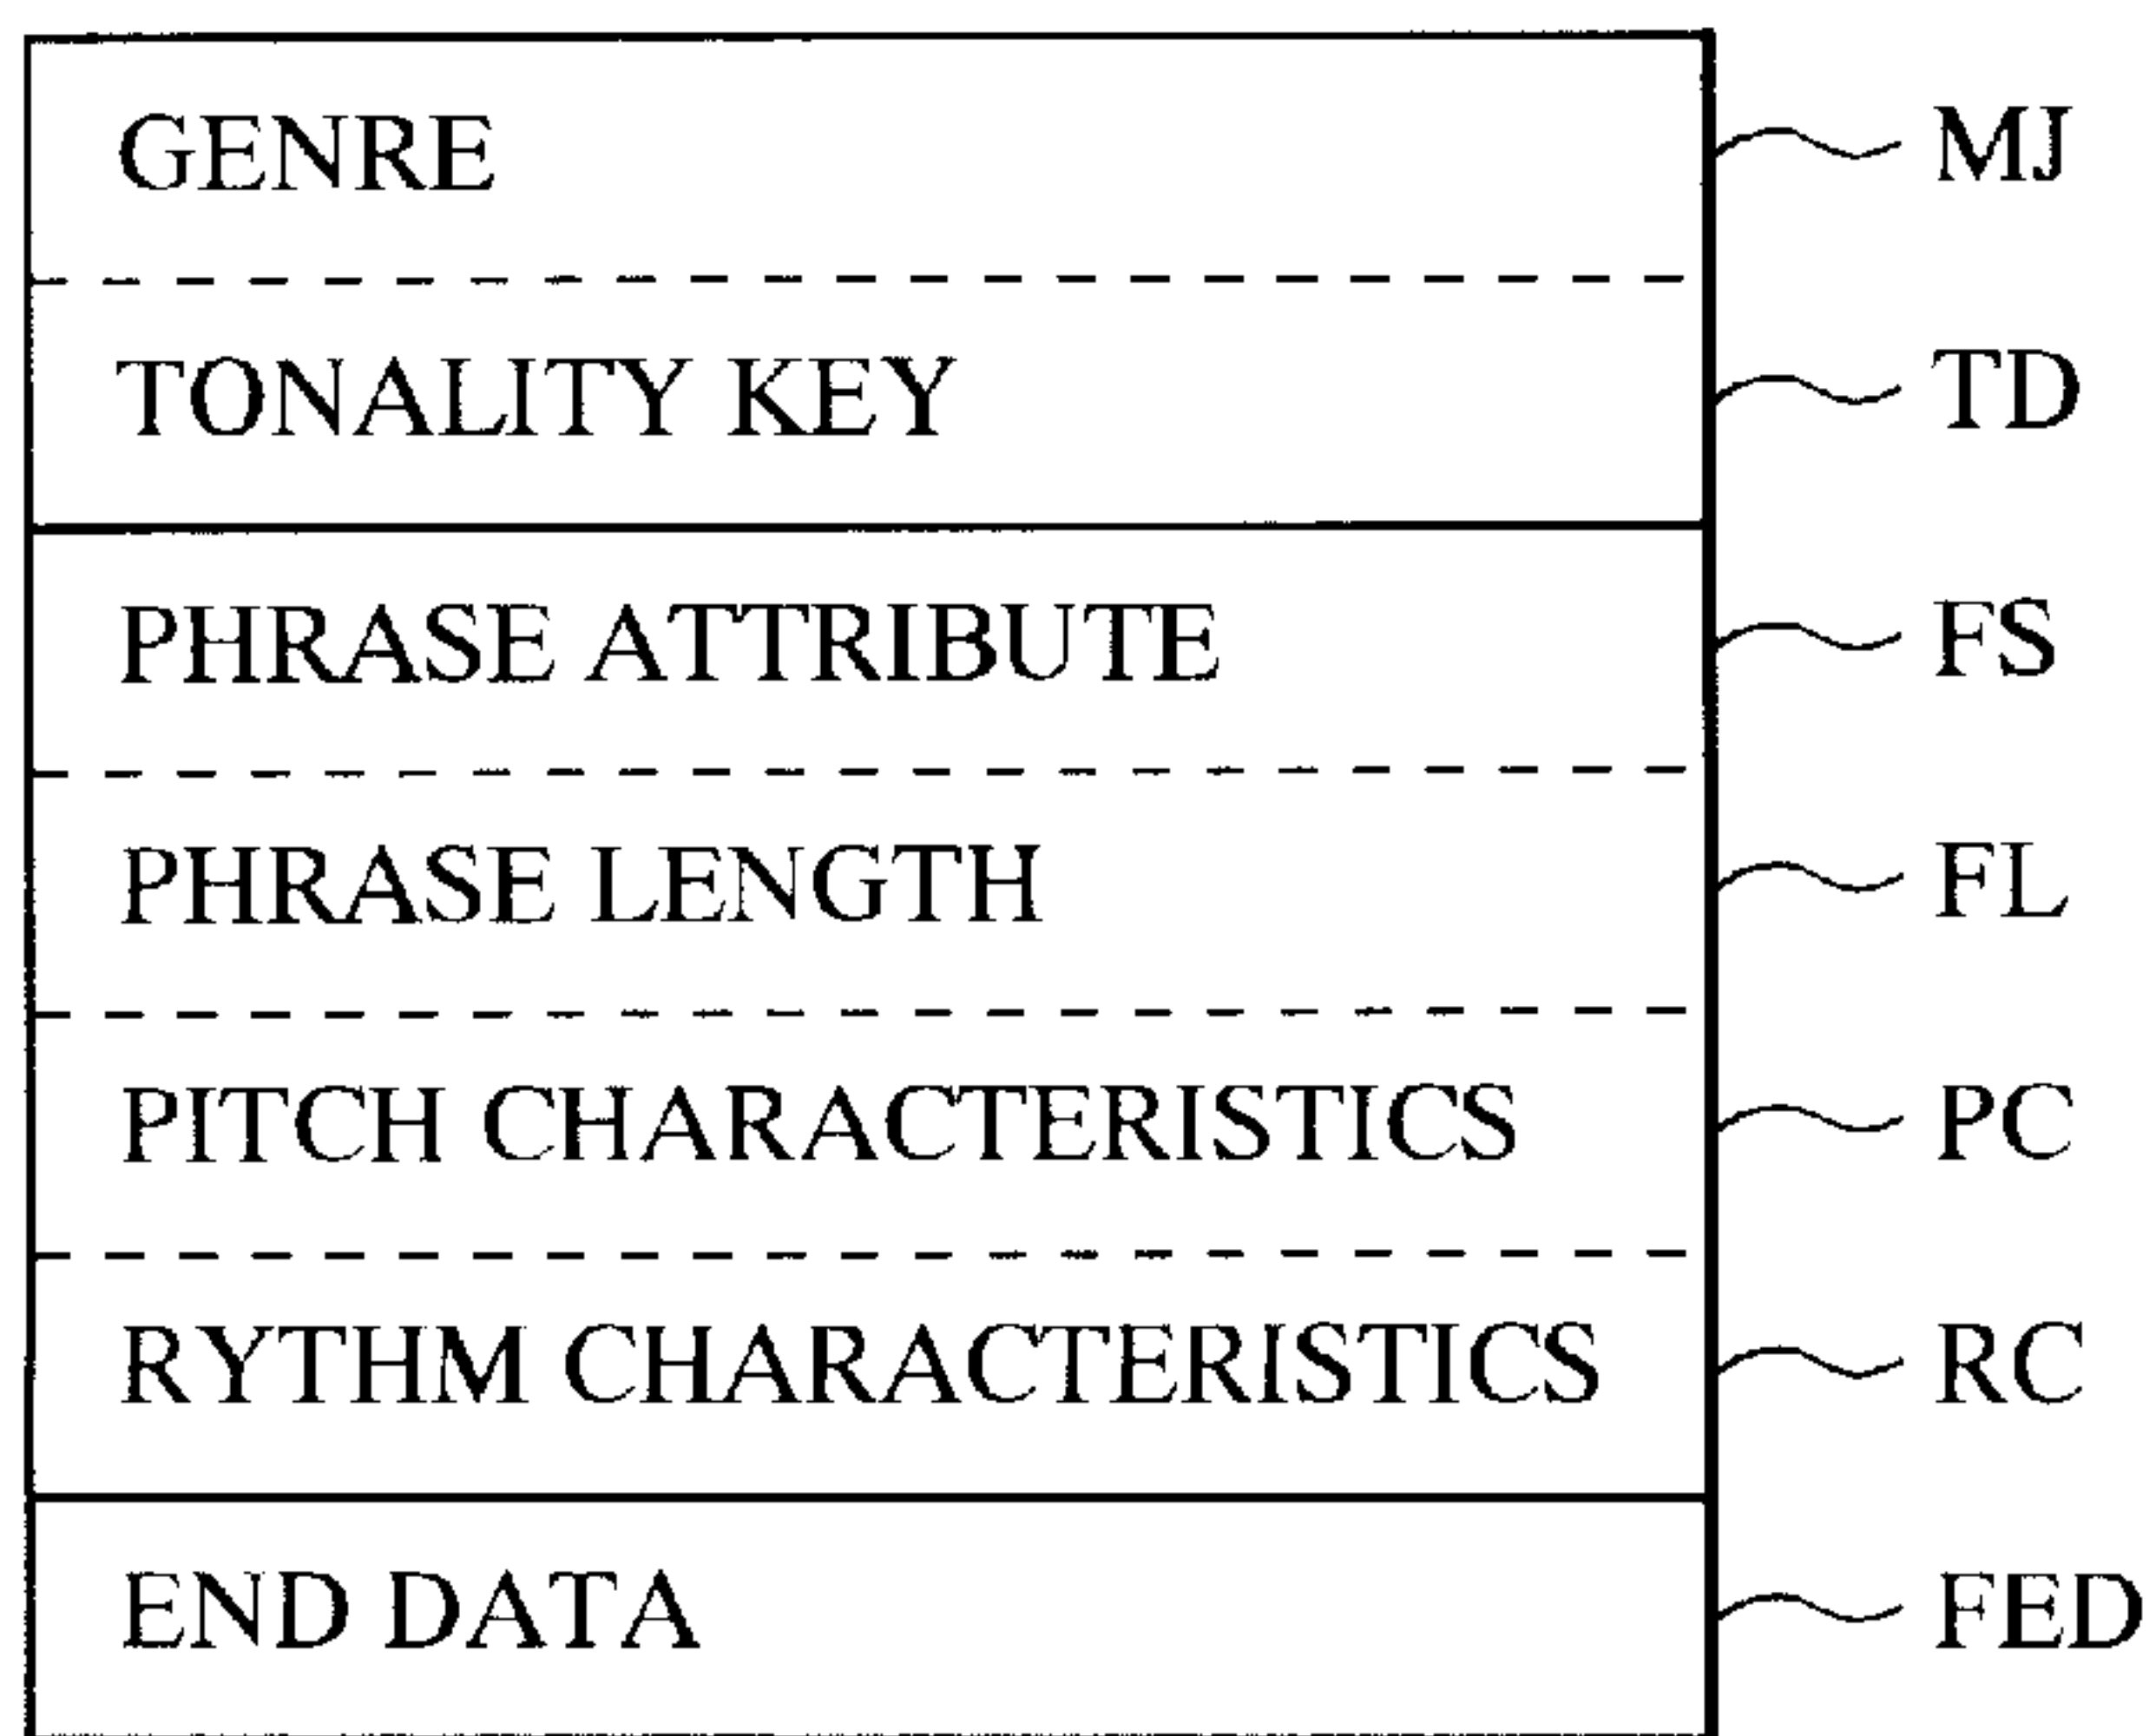 GENRE MJ
TONALITY KEY TD
PHRASE ATTRIBUTE FS
PHRASE LENGTH FL
PITCH CHARACTERISTICS PC
RYTHM CHARACTERISTICS RC
END DATA FED